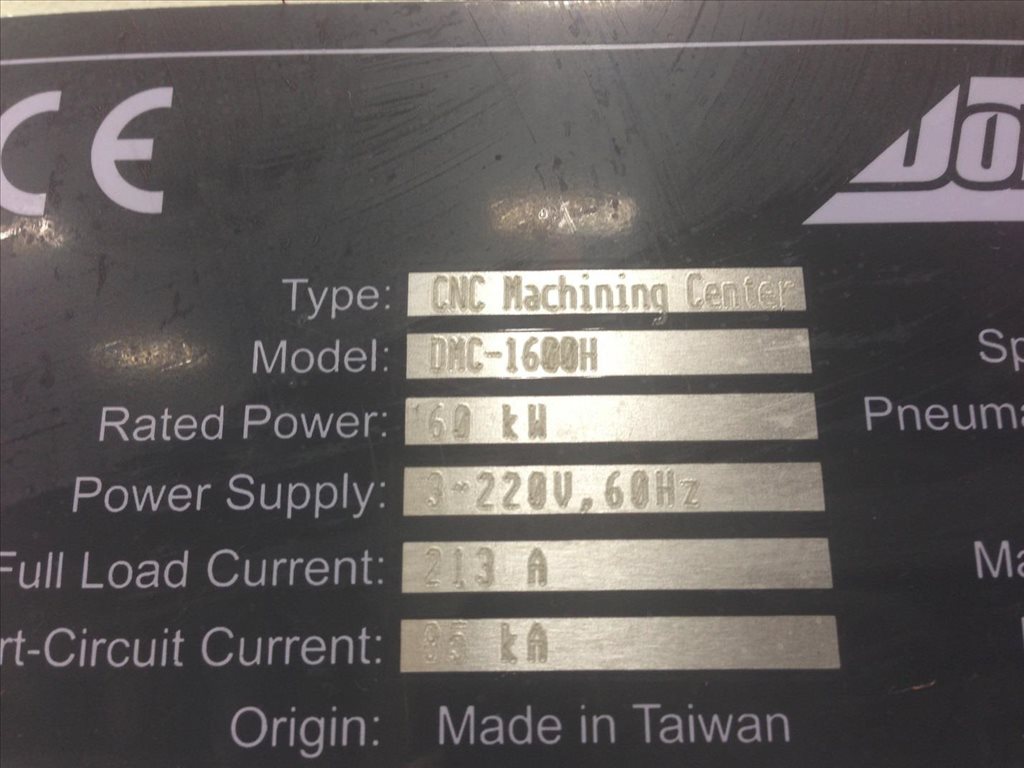 CE
Type: CNC Machining Center
Model: DMC-1600H
Rated Power: 60 kW
Power Supply: 3~220V,60Hz
Full Load Current: 213 A
rt-Circuit Current: 85 kA
Origin: Made in Taiwan
Sp
Pneuma
Ma